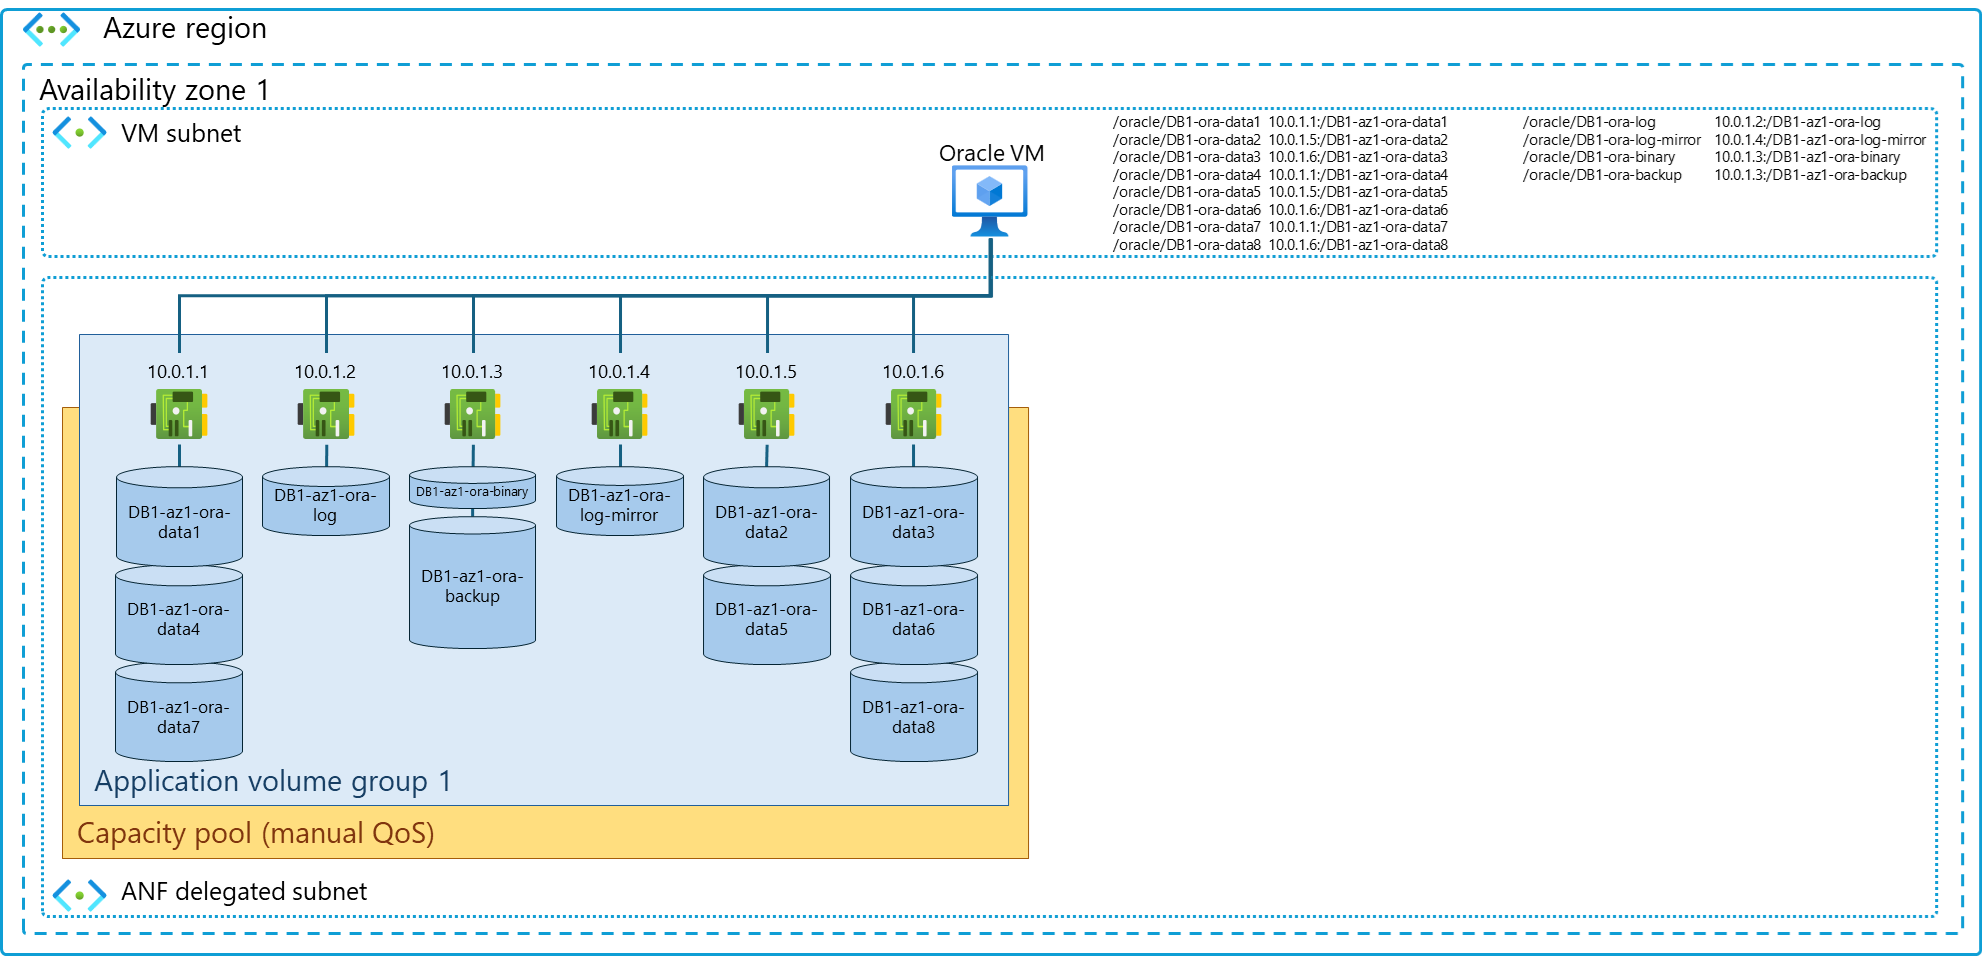 Azure region
Availability zone 1
VM subnet
Oracle VM
/oracle/DB1-ora-data1 10.0.1.1:/DB1-az1-ora-data1
/oracle/DB1-ora-data2 10.0.1.5:/DB1-az1-ora-data2
/oracle/DB1-ora-data3 10.0.1.6:/DB1-az1-ora-data3
/oracle/DB1-ora-data4 10.0.1.1:/DB1-az1-ora-data4
/oracle/DB1-ora-data5 10.0.1.5:/DB1-az1-ora-data5
/oracle/DB1-ora-data6 10.0.1.6:/DB1-az1-ora-data6
/oracle/DB1-ora-data7 10.0.1.1:/DB1-az1-ora-data7
/oracle/DB1-ora-data8 10.0.1.6:/DB1-az1-ora-data8
/oracle/DB1-ora-log 10.0.1.2:/DB1-az1-ora-log
/oracle/DB1-ora-log-mirror 10.0.1.4:/DB1-az1-ora-log-mirror
/oracle/DB1-ora-binary 10.0.1.3:/DB1-az1-ora-binary
/oracle/DB1-ora-backup 10.0.1.3:/DB1-az1-ora-backup
10.0.1.1
10.0.1.2
10.0.1.3
10.0.1.4
10.0.1.5
10.0.1.6
DB1-az1-ora-
data1
DB1-az1-ora-
data4
DB1-az1-ora-
data7
DB1-az1-ora-
log
DB1-az1-ora-binary
DB1-az1-ora-
backup
DB1-az1-ora-
log-mirror
DB1-az1-ora-
data2
DB1-az1-ora-
data5
DB1-az1-ora-
data3
DB1-az1-ora-
data6
DB1-az1-ora-
data8
Application volume group 1
Capacity pool (manual QoS)
ANF delegated subnet